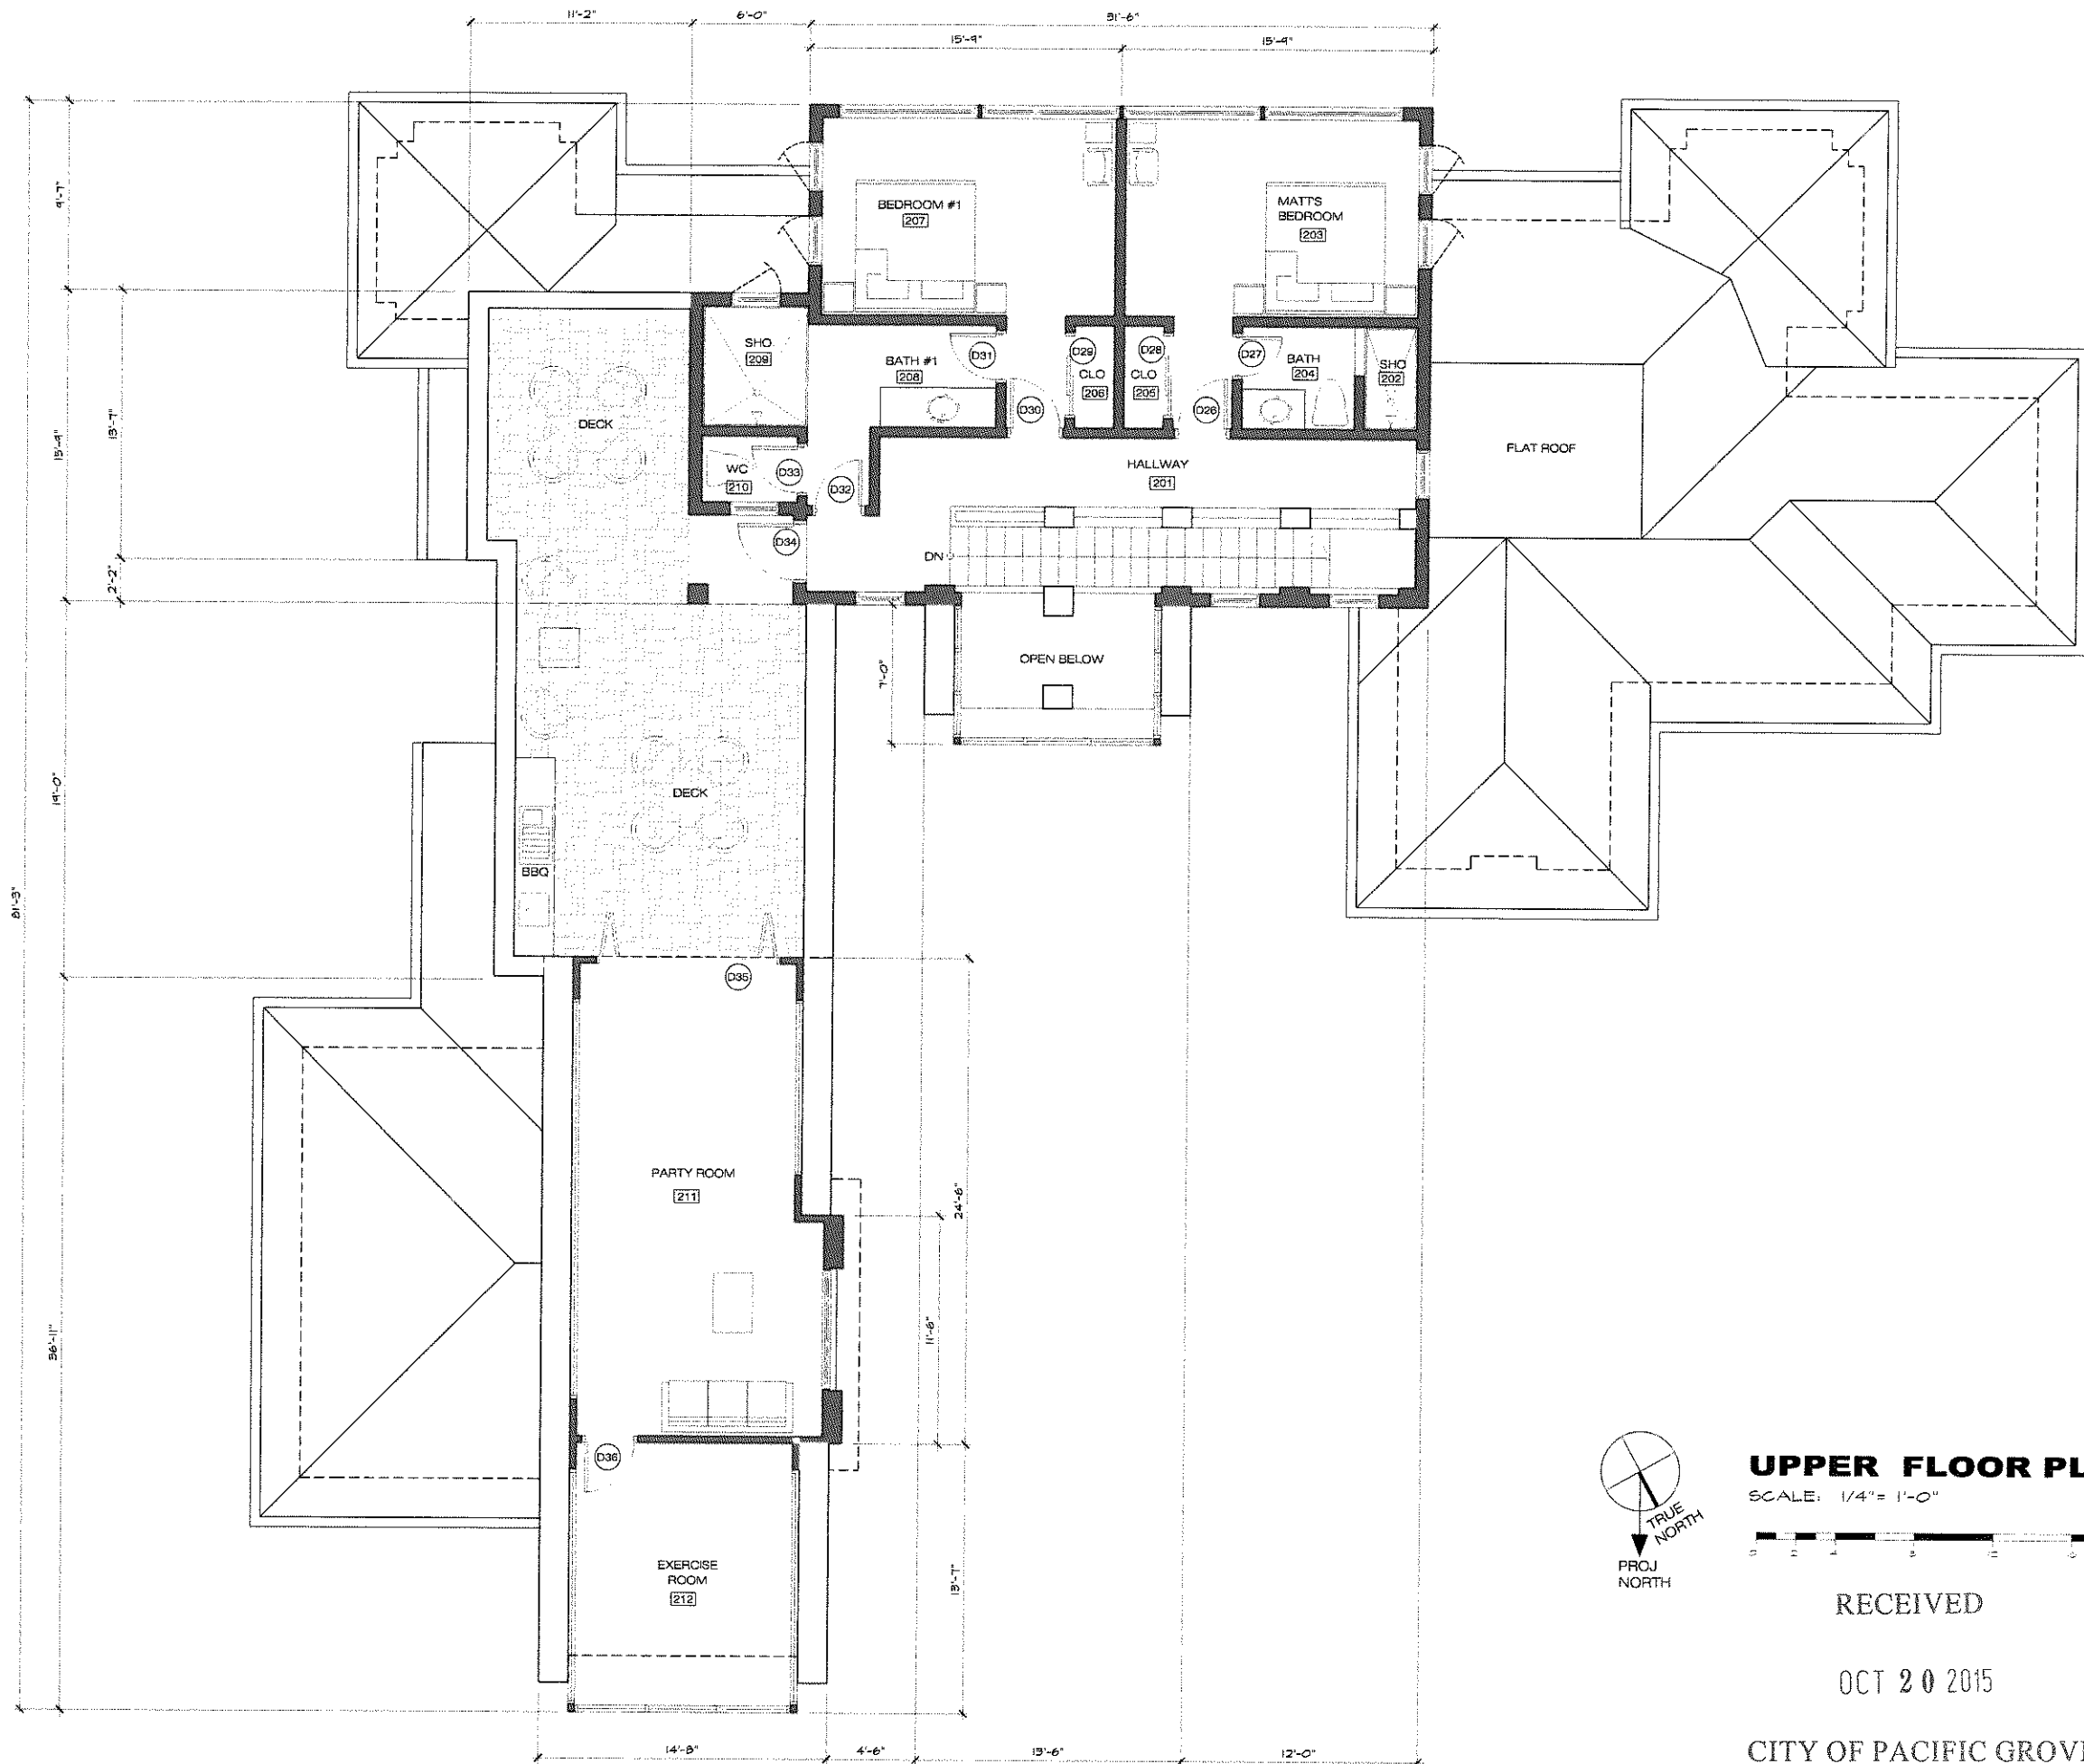 11'-2"
6'-0"
31'-6"
15'-9"
15'-9"
9'-7"
BEDROOM #1
207
MATT'S
BEDROOM
203
SHO
209
BATH #1
208
D31
D29
CLO
206
D28
CLO
205
D27
BATH
204
SHO
202
D30
D26
DECK
15'-9"
13'-7"
WC
210
D33
D32
HALLWAY
201
FLAT ROOF
D34
DN
2'-2"
7'-0"
OPEN BELOW
19'-0"
DECK
BBQ
81'-3"
D35
PARTY ROOM
211
24'-8"
11'-6"
36'-11"
D36
EXERCISE
ROOM
212
13'-7"
14'-8"
4'-6"
13'-6"
12'-0"
TRUE
NORTH
PROJ
NORTH
UPPER FLOOR PL
SCALE: 1/4"= 1'-0"
RECEIVED
OCT 20 2015
CITY OF PACIFIC GROVE